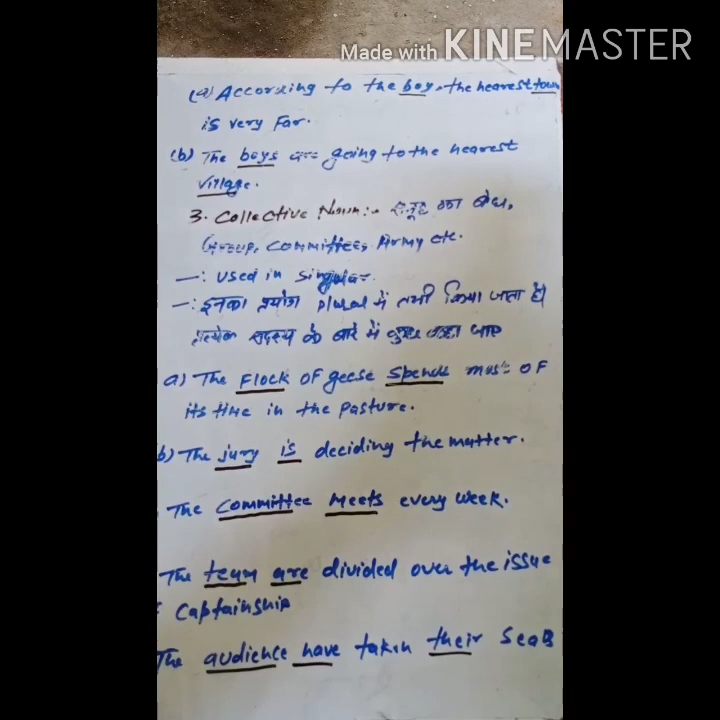 Made with KINEMASTER
(a) According to the boy, the nearest town
is very far.
(b) The boys are going to the nearest
village.
3. Collective Noun:- समूह का बोध,
Group, Committee, Army etc.
—: Used in singular.
—: इनका प्रयोग plural में तभी किया जाता है।
प्रत्येक सदस्य के बारे में कुछ कहा जाए
a) The Flock of geese spends most of
its time in the pasture.
b) The jury is deciding the matter.
The committee meets every week.
The team are divided over the issue
captainship
The audience have taken their seats